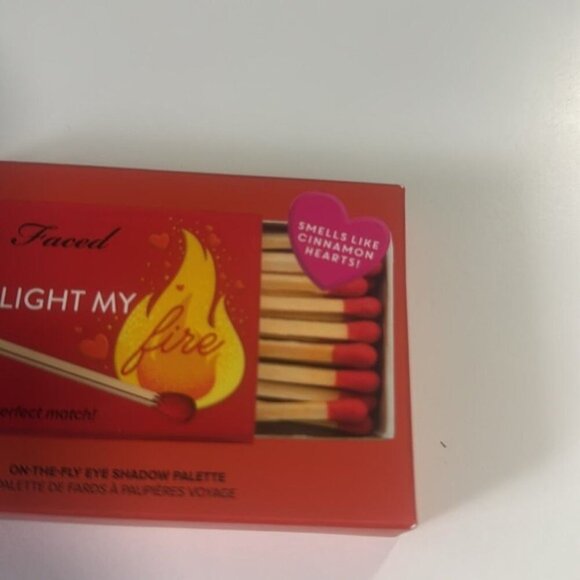 Faced
SMELLS LIKE
CINNAMON
HEARTS!
LIGHT MY
fire
perfect match!
ON-THE-FLY EYE SHADOW PALETTE
PALETTE DE FARDS À PAUPIÈRES VOYAGE